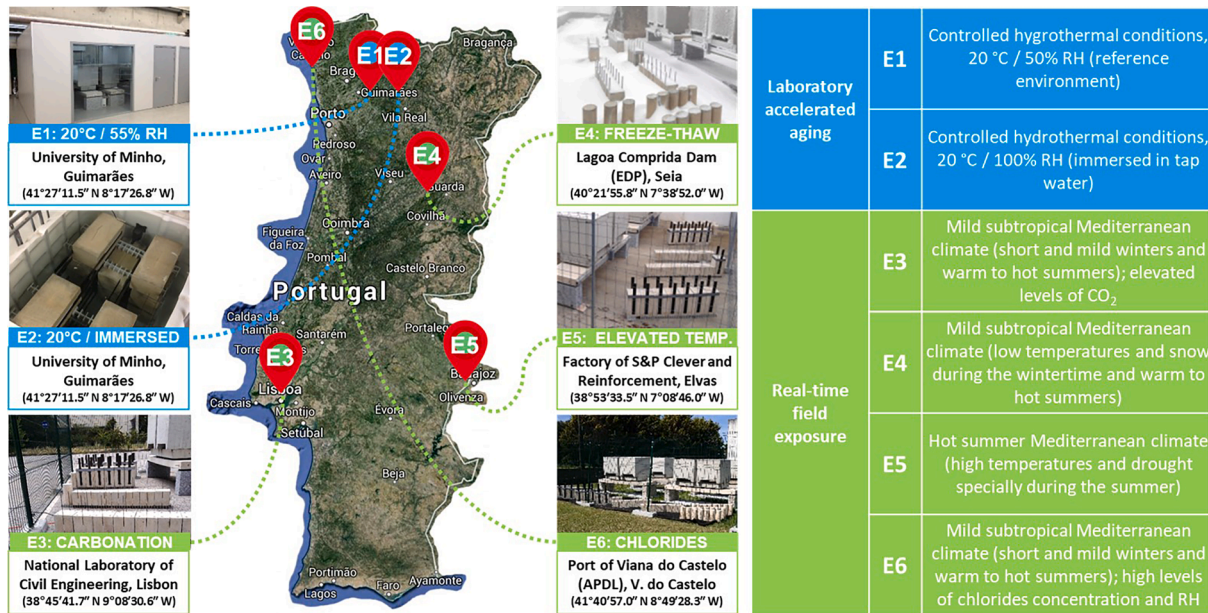 E1: 20°C / 55% RH
University of Minho,
Guimarães
(41°27'11.5" N 8°17'26.8" W)
E2: 20°C / IMMERSED
University of Minho,
Guimarães
(41°27'11.5" N 8°17'26.8" W)
E3: CARBONATION
National Laboratory of
Civil Engineering, Lisbon
(38°45'41.7" N 9°08'30.6" W)
E6
E1
E2
Bragança
Guimarães
Vila Real
Porto
Pedroso
Ovar
E4
Aveiro
Viseu
Guarda
Covilhã
Coimbra
Figueira
da Foz
Pombal
Castelo Branco
Portugal
Caldas da
Rainha
Santarém
E3
E5
Lisboa
Cascais
Montijo
Setúbal
Évora
Olivenza
Beja
Portimão
Lagos
Faro
Ayamonte
E4: FREEZE-THAW
Lagoa Comprida Dam
(EDP), Seia
(40°21'55.8" N 7°38'52.0" W)
E5: ELEVATED TEMP.
Factory of S&P Clever and
Reinforcement, Elvas
(38°53'33.5" N 7°08'46.0" W)
E6: CHLORIDES
Port of Viana do Castelo
(APDL), V. do Castelo
(41°40'57.0" N 8°49'28.3" W)
Laboratory
accelerated
aging
E1
Controlled hygrothermal conditions,
20 °C / 50% RH (reference
environment)
E2
Controlled hydrothermal conditions,
20 °C / 100% RH (immersed in tap
water)
Real-time
field
exposure
E3
Mild subtropical Mediterranean
climate (short and mild winters and
warm to hot summers); elevated
levels of CO₂
E4
Mild subtropical Mediterranean
climate (low temperatures and snow
during the wintertime and warm to
hot summers)
E5
Hot summer Mediterranean climate
(high temperatures and drought
specially during the summer)
E6
Mild subtropical Mediterranean
climate (short and mild winters and
warm to hot summers); high levels
of chlorides concentration and RH